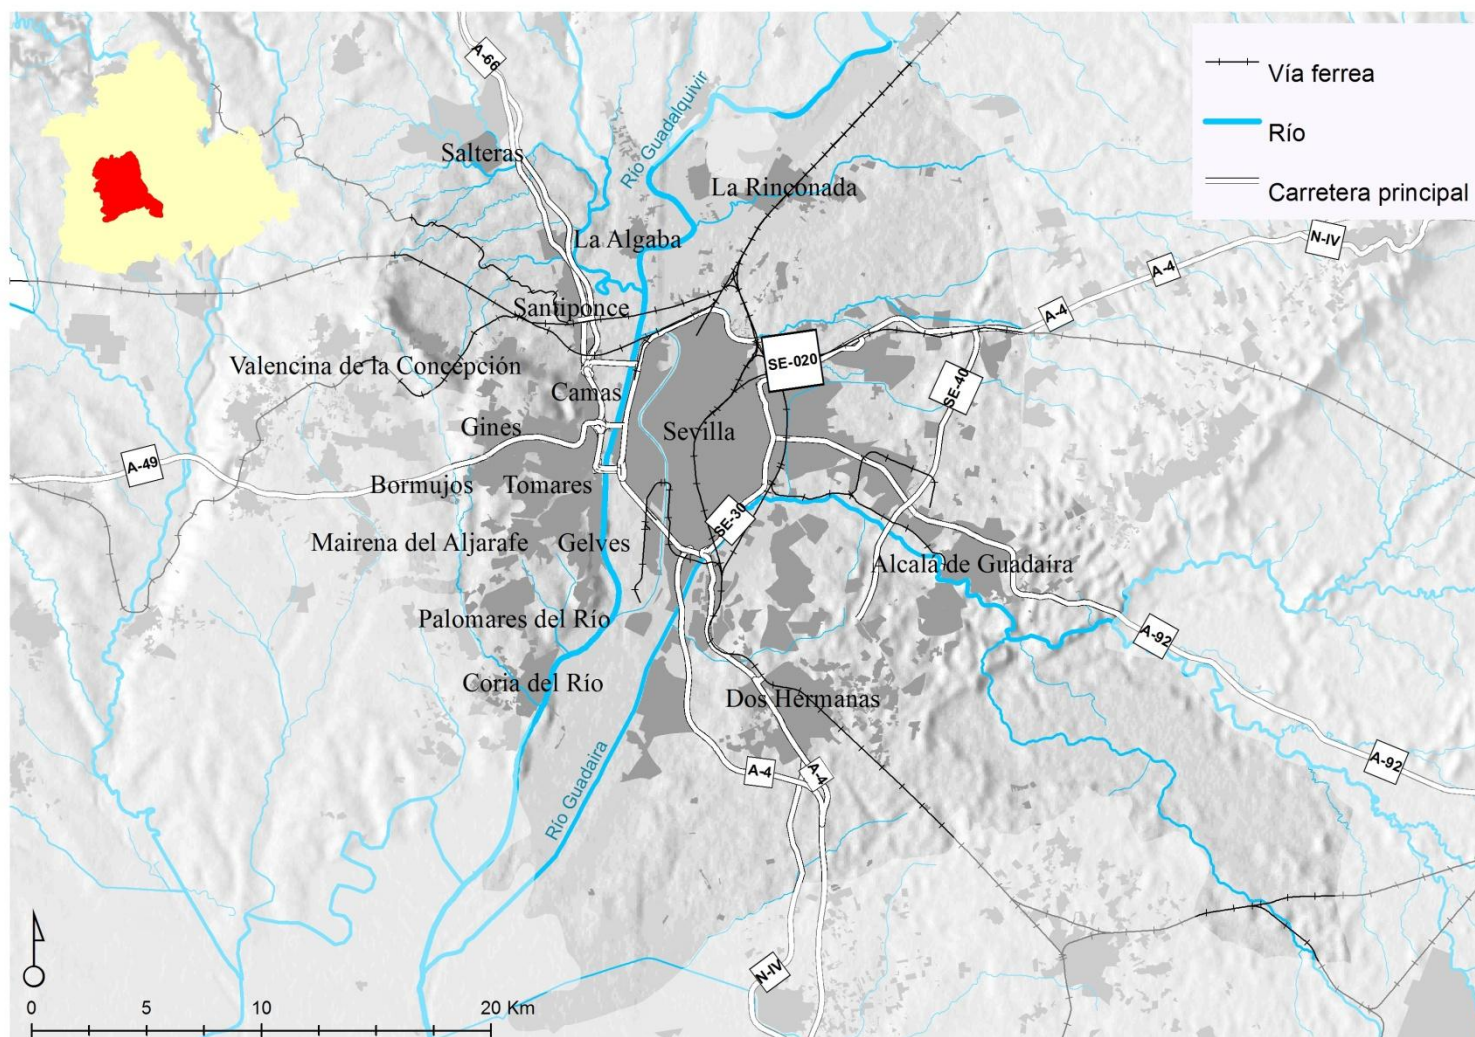 A-66
Vía ferrea
Río
Carretera principal
Río Guadalquivir
Salteras
La Rinconada
La Algaba
N-IV
A-4
A-4
Santiponce
SE-020
Valencina de la Concepción
Camas
SE-40
Gines
Sevilla
A-49
Bormujos
Tomares
SE-30
Mairena del Aljarafe
Gelves
Alcalá de Guadaíra
Palomares del Río
A-92
Coria del Río
Dos Hermanas
Río Guadaira
A-4
A-4
A-92
N-IV
0 5 10 20 Km